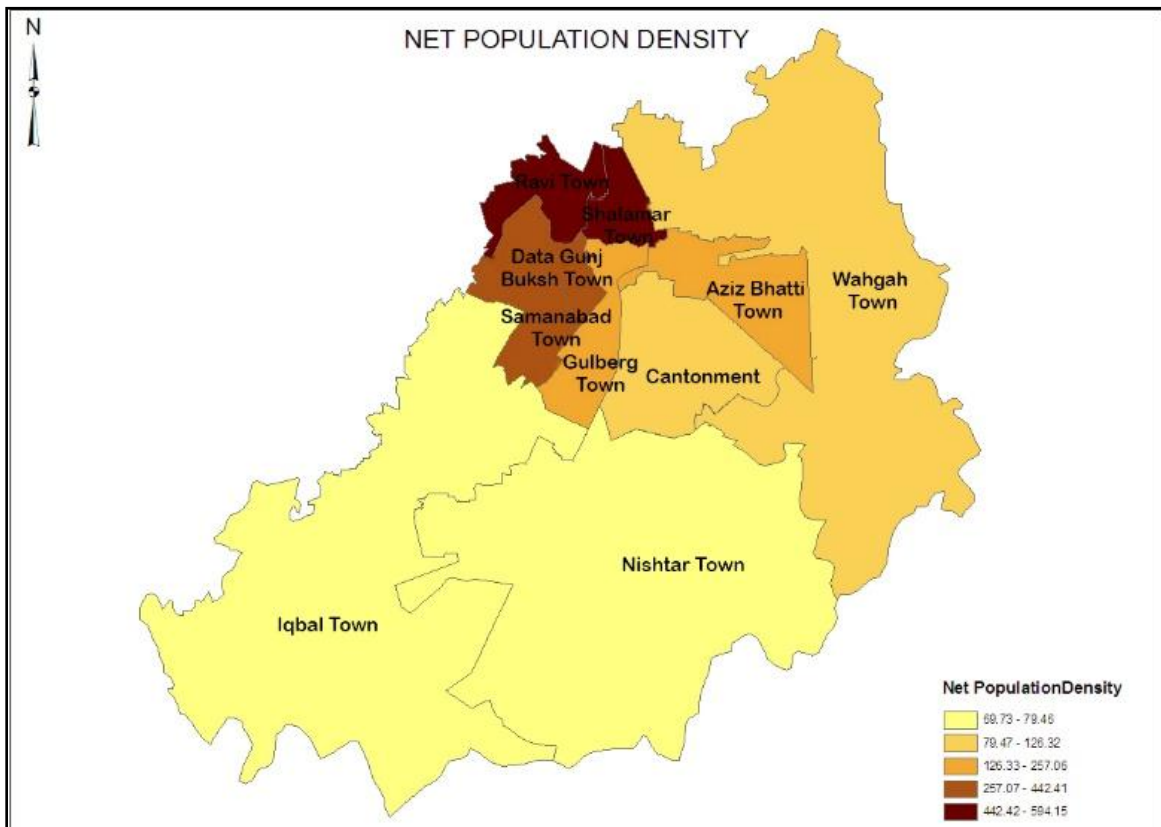 N
NET POPULATION DENSITY
Ravi Town
Shalamar
Town
Data Gunj
Buksh Town
Aziz Bhatti
Town
Wahgah
Town
Samanabad
Town
Gulberg
Town
Cantonment
Nishtar Town
Iqbal Town
Net PopulationDensity
69.73 - 79.46
79.47 - 126.32
126.33 - 257.06
257.07 - 442.41
442.42 - 594.15